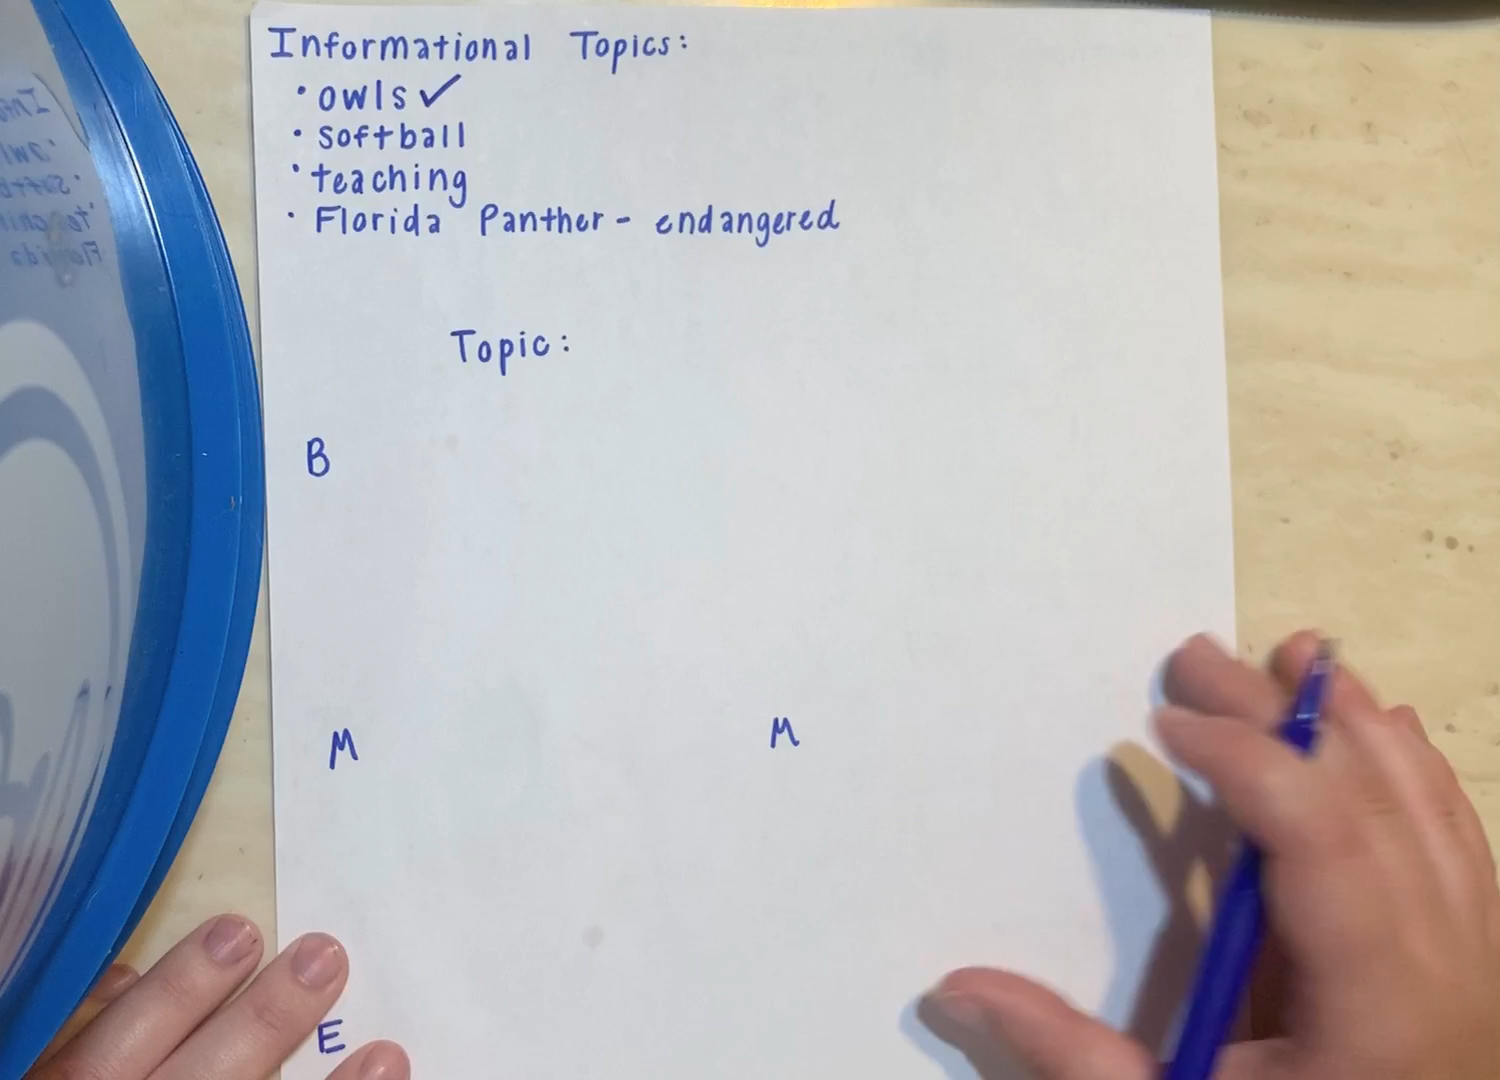 Informational Topics:
• owls ✓
• softball
• teaching
• Florida Panther - endangered
Topic:
B
M M
E